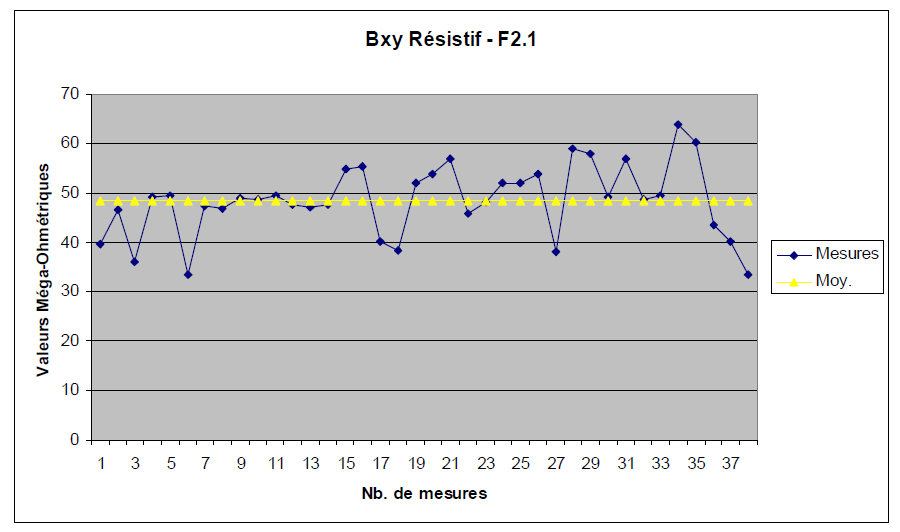 Bxy Résistif - F2.1
Valeurs Méga-Ohmétriques
70
60
50
40
30
20
10
0
1 3 5 7 9 11 13 15 17 19 21 23 25 27 29 31 33 35 37
Nb. de mesures
Mesures
Moy.